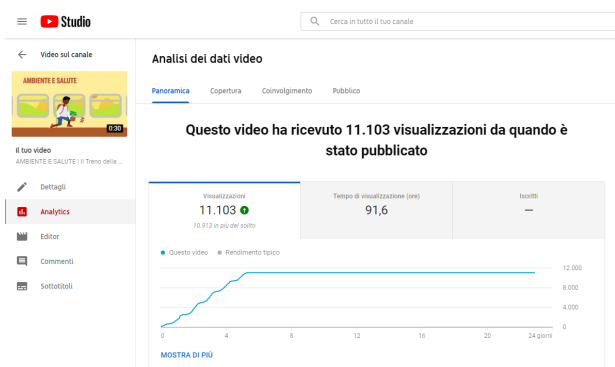 Studio
Cerca in tutto il tuo canale
Video sul canale
AMBIENTE E SALUTE
0:30
Il tuo video
AMBIENTE E SALUTE | Il Treno della ...
Dettagli
Analytics
Editor
Commenti
Sottotitoli
Analisi dei dati video
Panoramica
Copertura
Coinvolgimento
Pubblico
Questo video ha ricevuto 11.103 visualizzazioni da quando è
stato pubblicato
Visualizzazioni
11.103
10.913 in più del solito
Tempo di visualizzazione (ore)
91,6
Iscritti
—
Questo video
Rendimento tipico
12.000
8.000
4.000
0
0 4 8 12 16 20 24 giorni
MOSTRA DI PIÙ